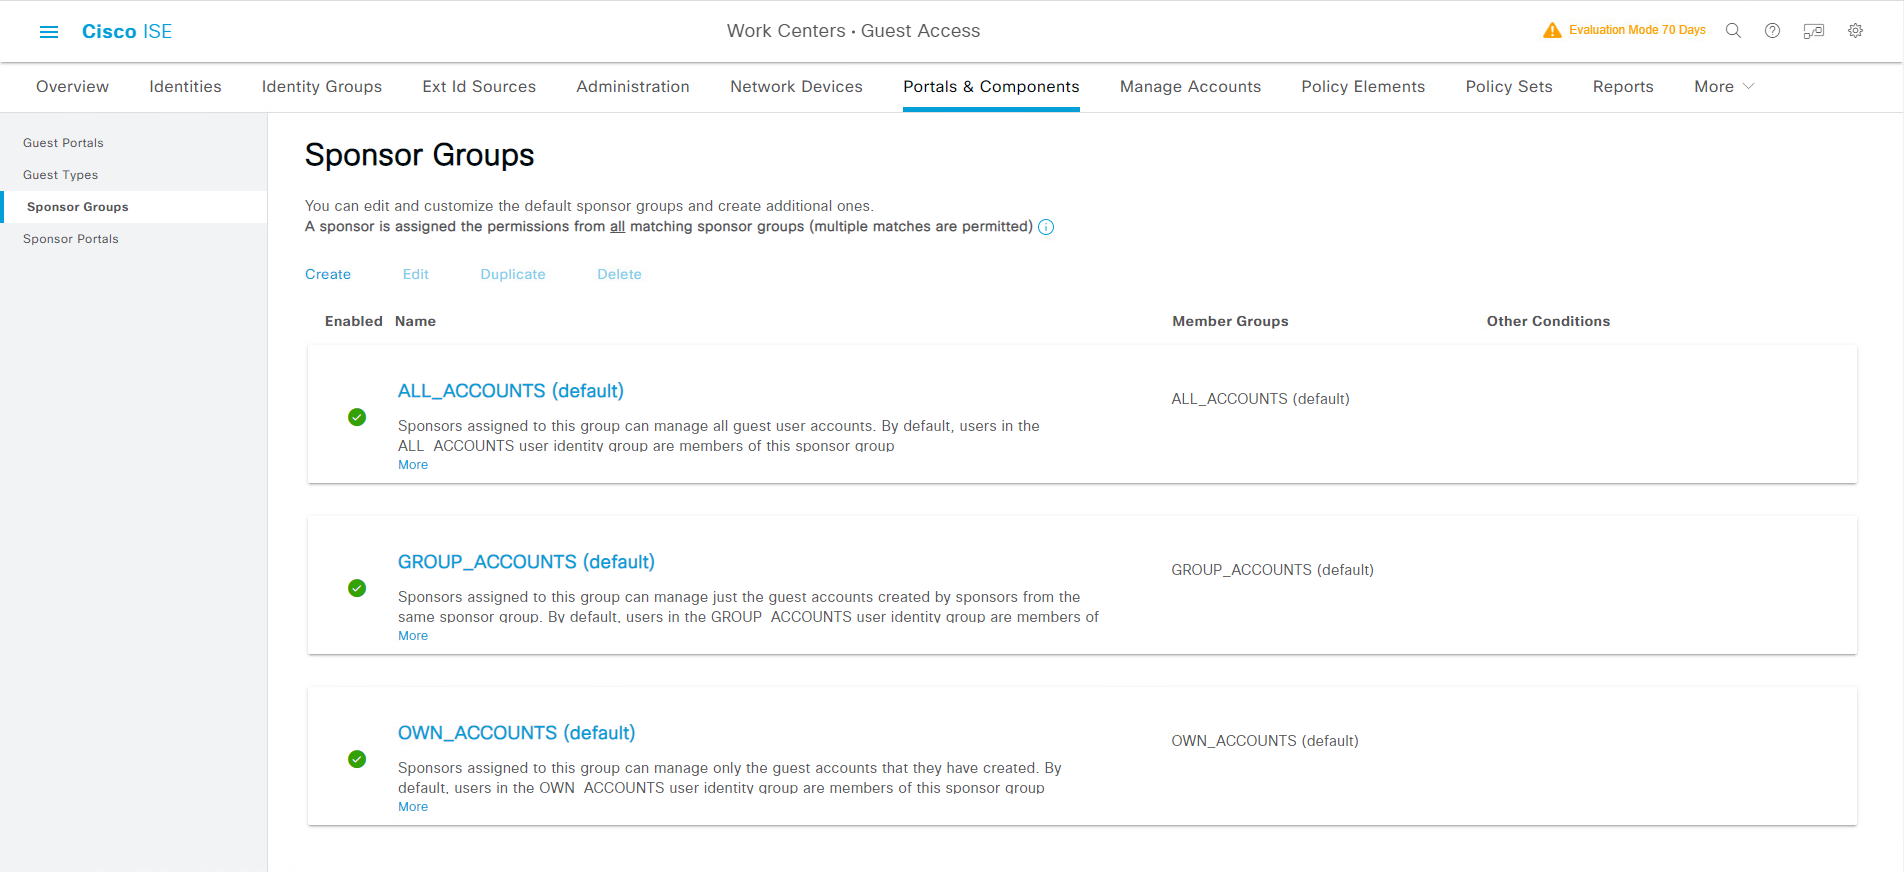 Cisco ISE
Work Centers · Guest Access
Evaluation Mode 70 Days
Overview
Identities
Identity Groups
Ext Id Sources
Administration
Network Devices
Portals & Components
Manage Accounts
Policy Elements
Policy Sets
Reports
More
Guest Portals
Guest Types
Sponsor Groups
Sponsor Portals
Sponsor Groups
You can edit and customize the default sponsor groups and create additional ones.
A sponsor is assigned the permissions from all matching sponsor groups (multiple matches are permitted)
Create
Edit
Duplicate
Delete
Enabled
Name
Member Groups
Other Conditions
ALL_ACCOUNTS (default)
Sponsors assigned to this group can manage all guest user accounts. By default, users in the
ALL_ACCOUNTS user identity group are members of this sponsor group
More
ALL_ACCOUNTS (default)
GROUP_ACCOUNTS (default)
Sponsors assigned to this group can manage just the guest accounts created by sponsors from the
same sponsor group. By default, users in the GROUP_ACCOUNTS user identity group are members of
More
GROUP_ACCOUNTS (default)
OWN_ACCOUNTS (default)
Sponsors assigned to this group can manage only the guest accounts that they have created. By
default, users in the OWN_ACCOUNTS user identity group are members of this sponsor group
More
OWN_ACCOUNTS (default)